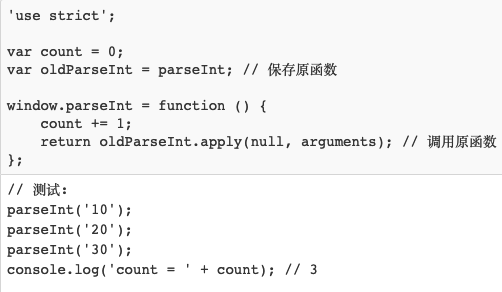 'use strict';
var count = 0;
var oldParseInt = parseInt; // 保存原函数
window.parseInt = function () {
    count += 1;
    return oldParseInt.apply(null, arguments); // 调用原函数
};
// 测试:
parseInt('10');
parseInt('20');
parseInt('30');
console.log('count = ' + count); // 3